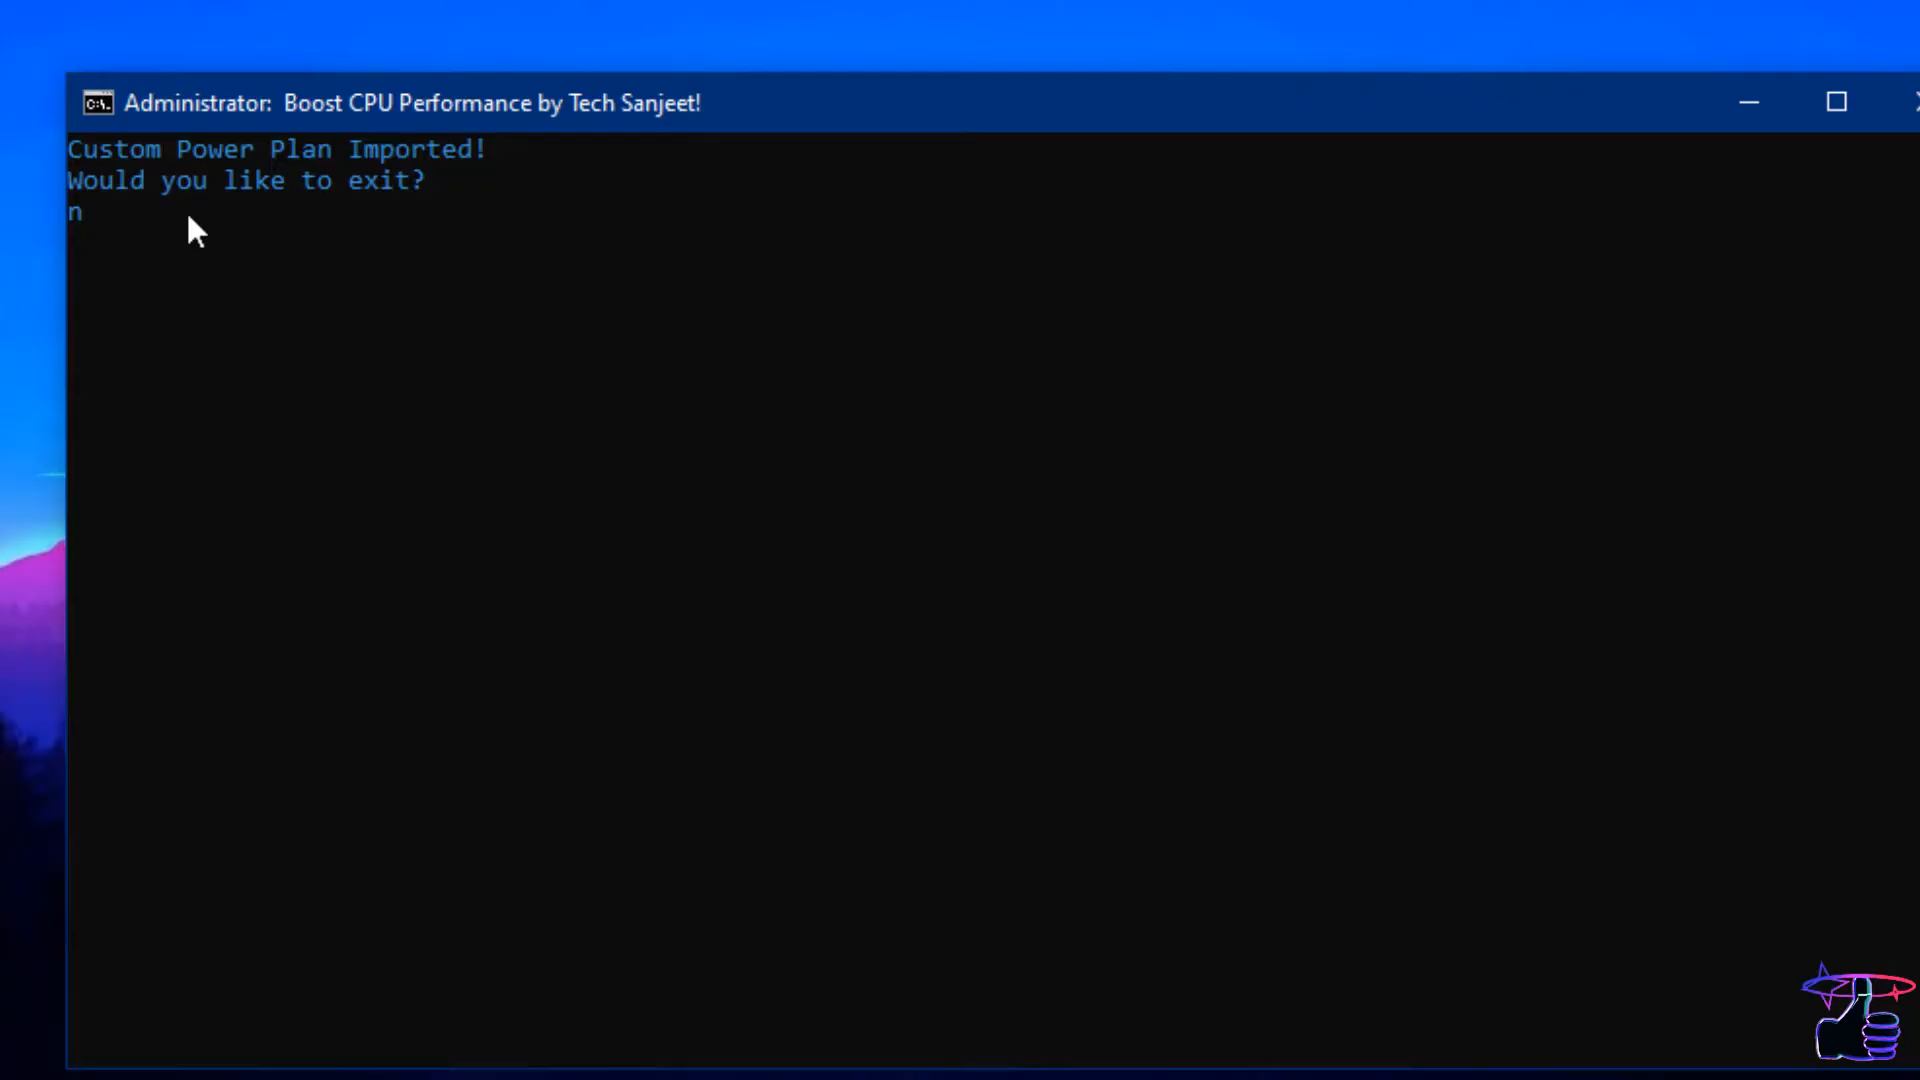 Administrator:  Boost CPU Performance by Tech Sanjeet!
Custom Power Plan Imported!
Would you like to exit?
n